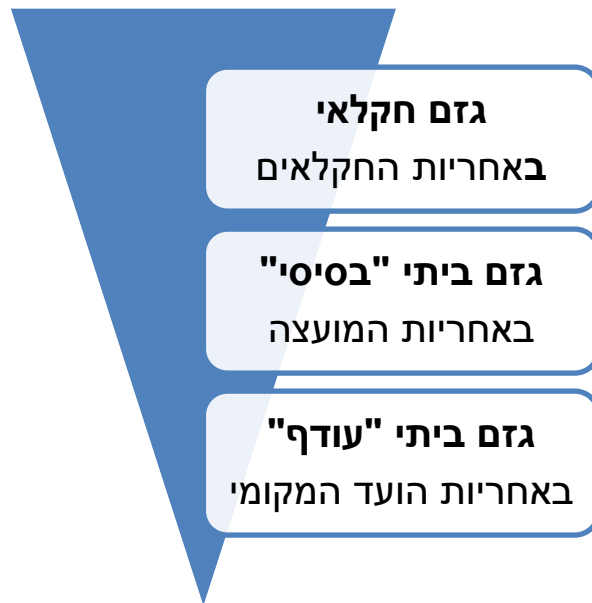 גזם חקלאי
באחריות החקלאים
גזם ביתי "בסיסי"
באחריות המועצה
גזם ביתי "עודף"
באחריות הועד המקומי